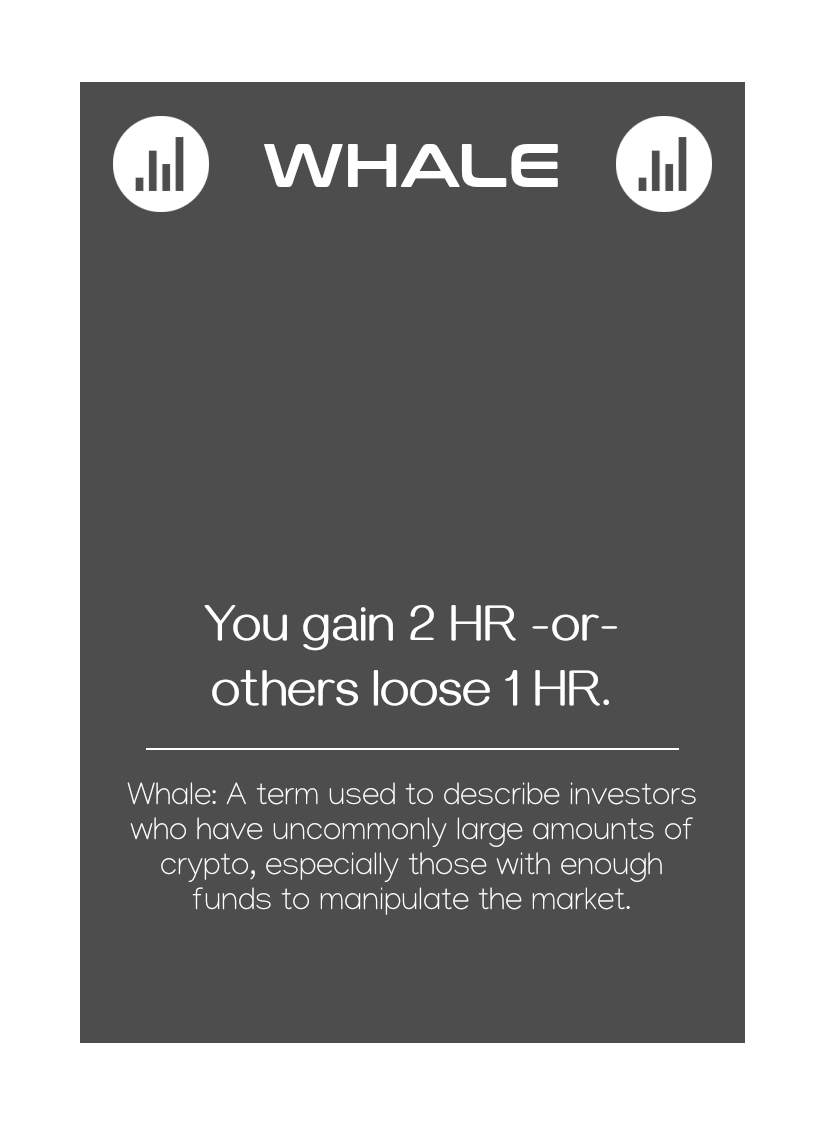 WHALE
You gain 2 HR -or-
others loose 1 HR.
Whale: A term used to describe investors
who have uncommonly large amounts of
crypto, especially those with enough
funds to manipulate the market.